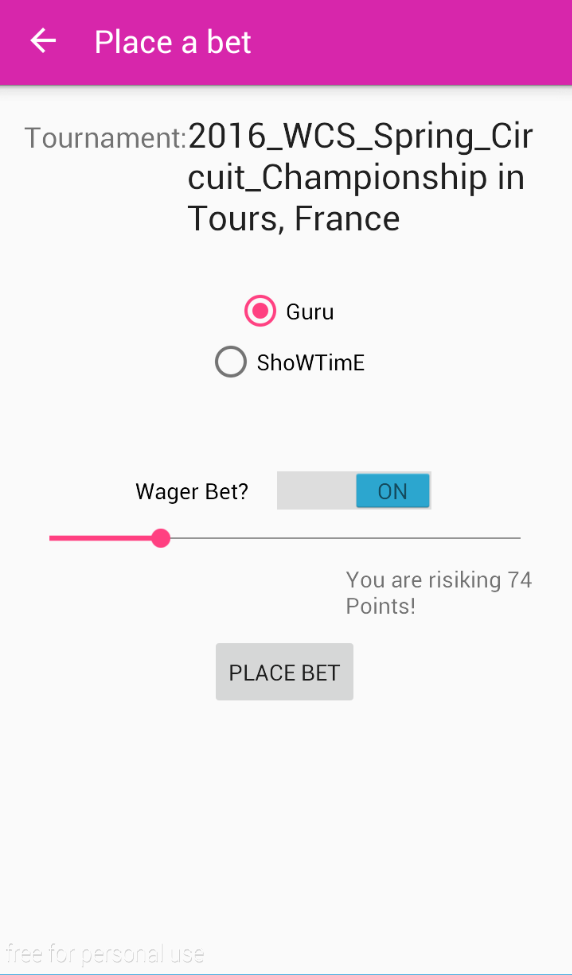 Place a bet
Tournament:2016_WCS_Spring_Cir
cuit_Championship in
Tours, France
Guru
ShoWTimE
Wager Bet? ON
You are risiking 74
Points!
PLACE BET
free for personal use